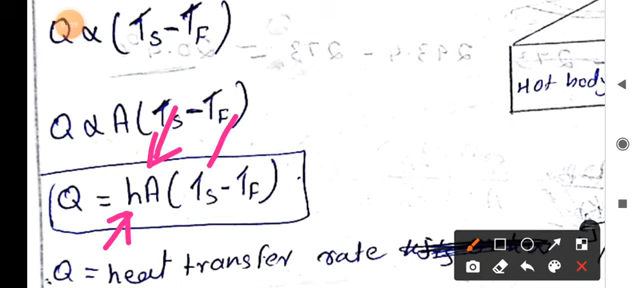 Q ∝ (Ts-TF)
Q ∝ A(Ts-TF)
HOT body
Q = hA(Ts-TF)
Q = heat transfer rate